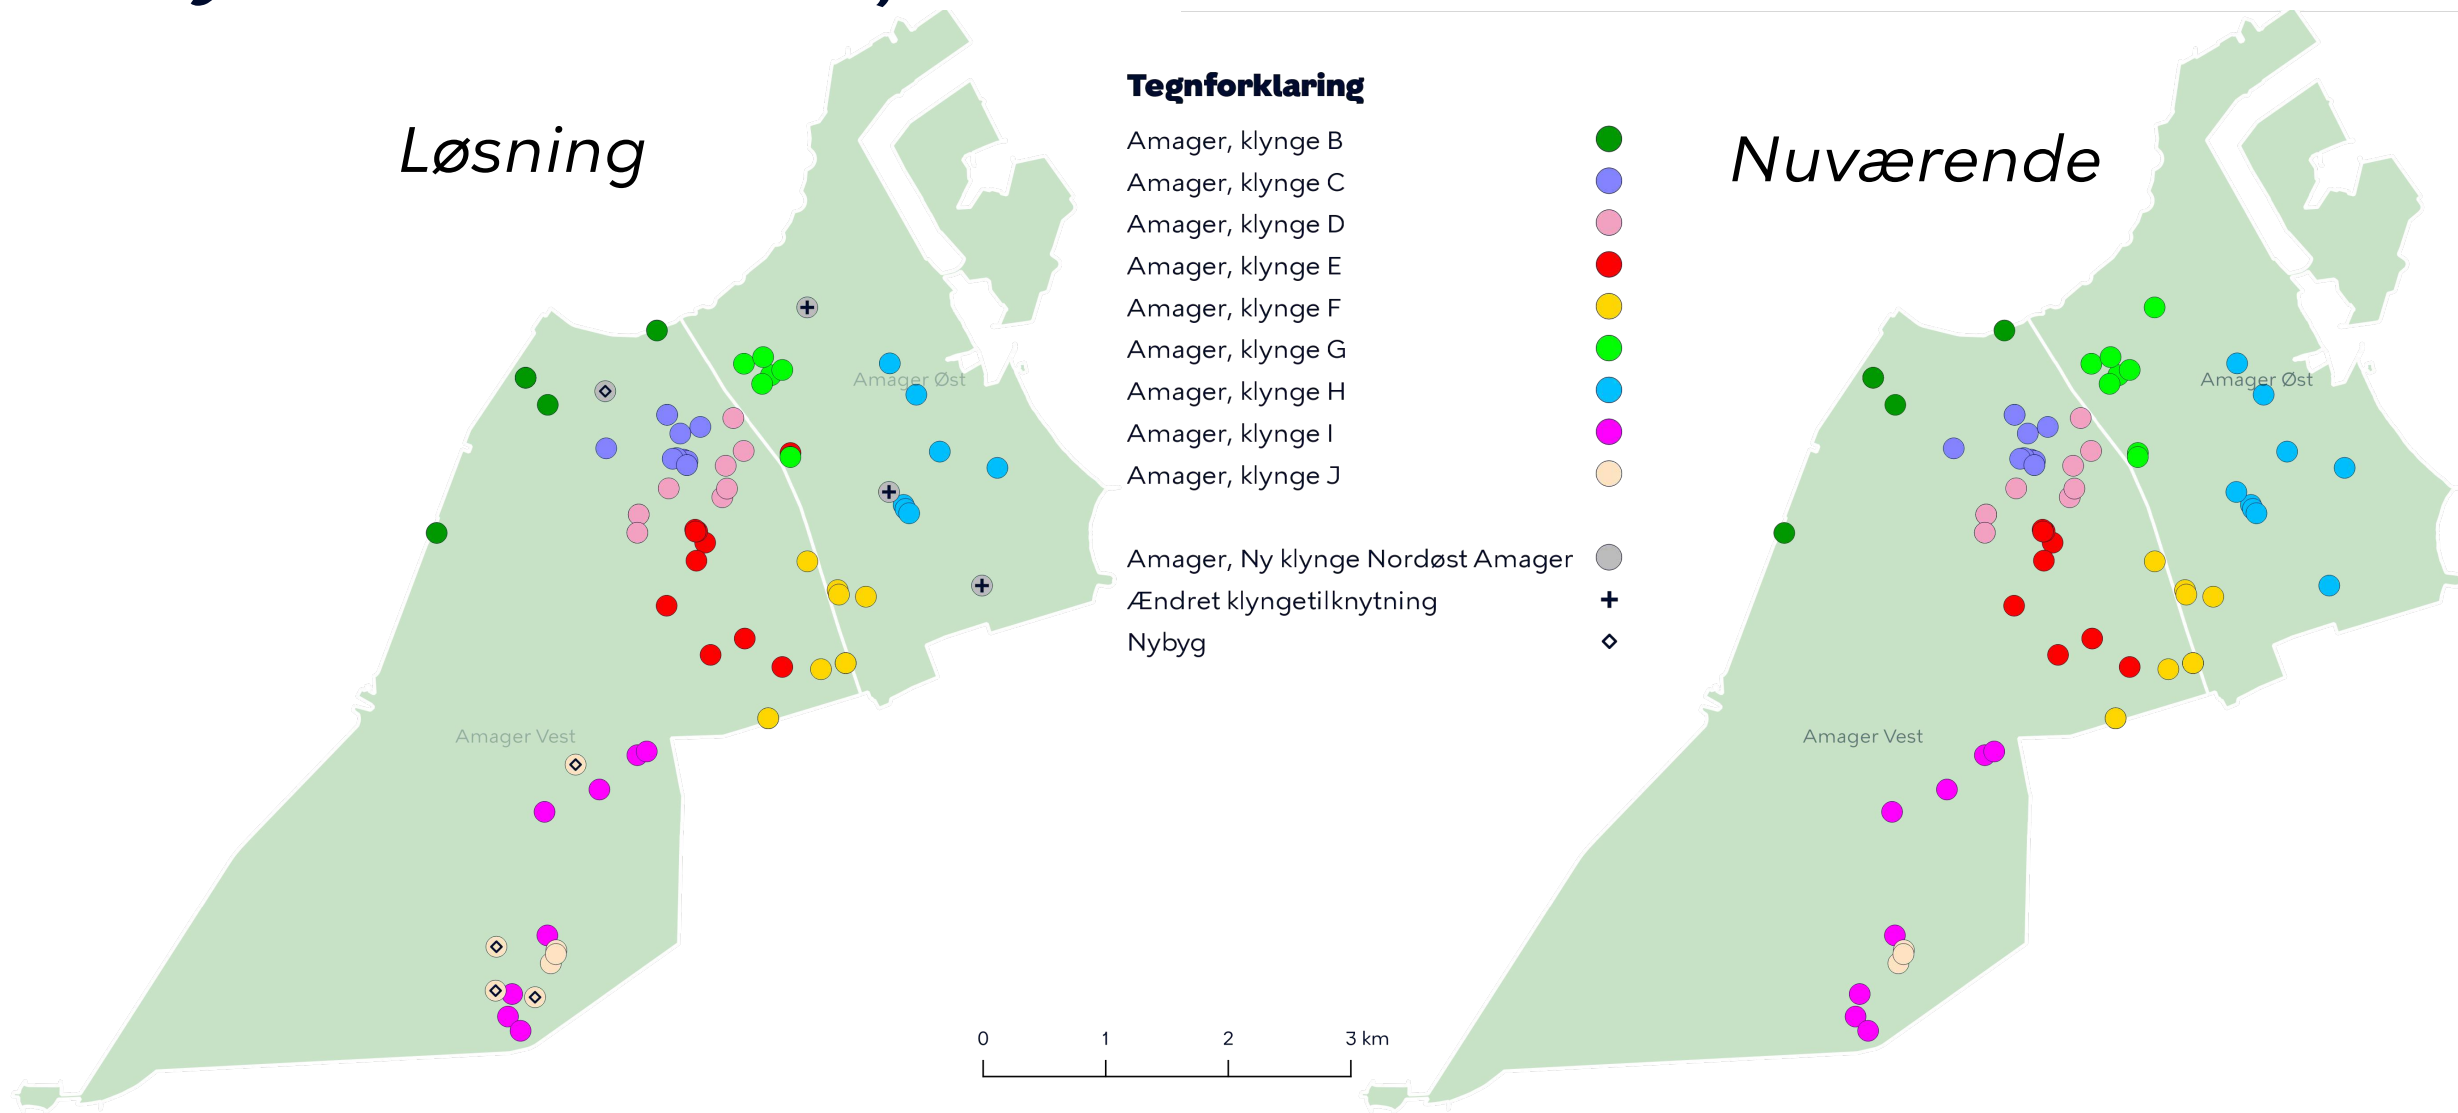 Løsning
Tegnforklaring
Amager, klynge B
Amager, klynge C
Amager, klynge D
Amager, klynge E
Amager, klynge F
Amager, klynge G
Amager, klynge H
Amager, klynge I
Amager, klynge J
Amager, Ny klynge Nordøst Amager
Ændret klyngetilknytning
Nybyg
Nuværende
Amager Øst
Amager Vest
Amager Øst
Amager Vest
0 1 2 3 km